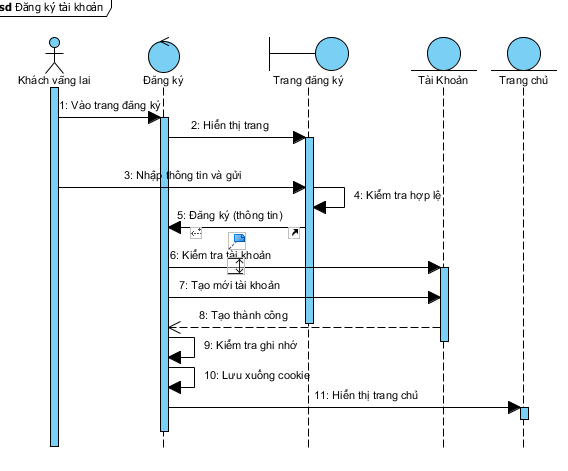 sd Đăng ký tài khoản
Khách vãng lai
Đăng ký
Trang đăng ký
Tài Khoản
Trang chủ
1: Vào trang đăng ký
2: Hiển thị trang
3: Nhập thông tin và gửi
4: Kiểm tra hợp lệ
5: Đăng ký (thông tin)
6: Kiểm tra tài khoản
7: Tạo mới tài khoản
8: Tạo thành công
9: Kiểm tra ghi nhớ
10: Lưu xuống cookie
11: Hiển thị trang chủ